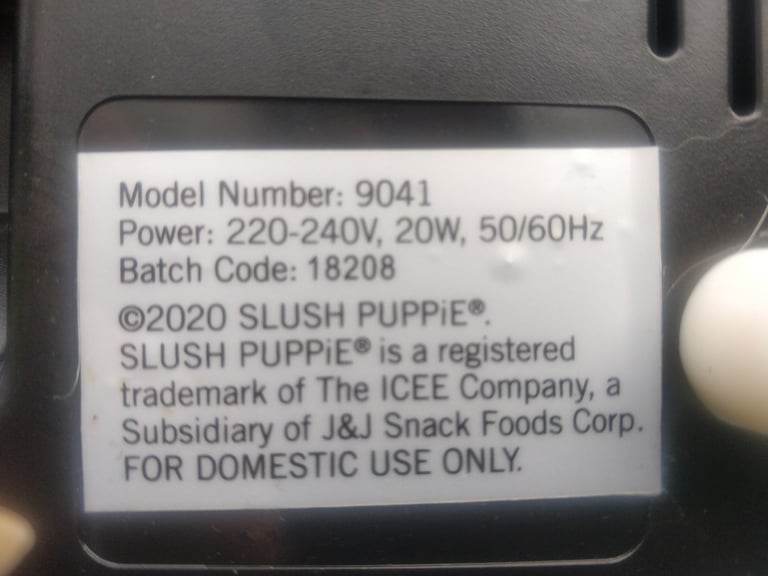 Model Number: 9041
Power: 220-240V, 20W, 50/60Hz
Batch Code: 18208
©2020 SLUSH PUPPiE®.
SLUSH PUPPiE® is a registered
trademark of The ICEE Company, a
Subsidiary of J&J Snack Foods Corp.
FOR DOMESTIC USE ONLY.